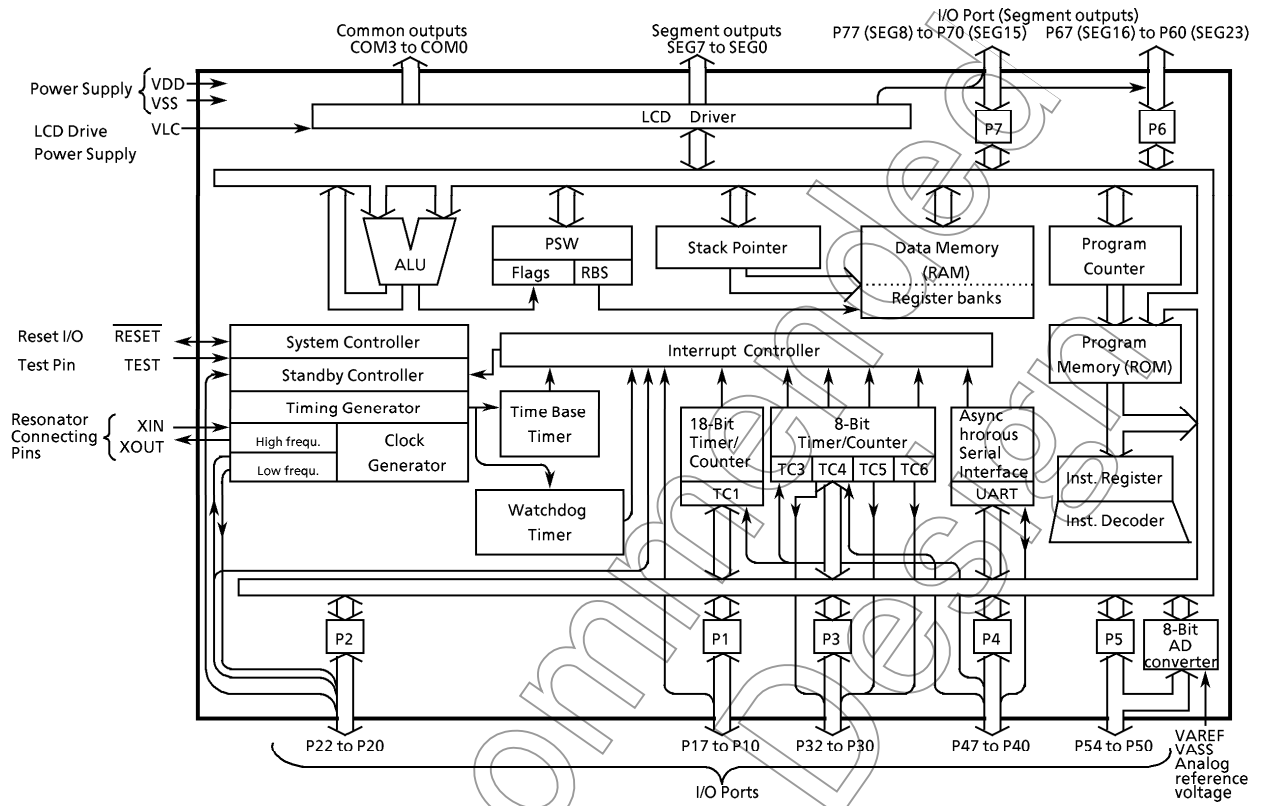 I/O Port (Segment outputs)
Common outputs
COM3 to COM0
Segment outputs
SEG7 to SEG0
P77 (SEG8) to P70 (SEG15)
P67 (SEG16) to P60 (SEG23)
Power Supply
VDD
VSS
LCD Drive
Power Supply
VLC
LCD Driver
P7
P6
ALU
PSW
Flags
RBS
Stack Pointer
Data Memory
(RAM)
Register banks
Program
Counter
Reset I/O
RESET
Test Pin
TEST
Resonator
Connecting
Pins
XIN
XOUT
System Controller
Standby Controller
Timing Generator
High frequ.
Low frequ.
Clock
Generator
Interrupt Controller
Time Base
Timer
Watchdog
Timer
18-Bit
Timer/
Counter
TC1
8-Bit
Timer/Counter
TC3
TC4
TC5
TC6
Async
hrorous
Serial
Interface
UART
Program
Memory (ROM)
Inst. Register
Inst. Decoder
P2
P1
P3
P4
P5
8-Bit
AD
converter
P22 to P20
P17 to P10
P32 to P30
P47 to P40
P54 to P50
VAREF
VASS
Analog
reference
voltage
I/O Ports
ommended
Design